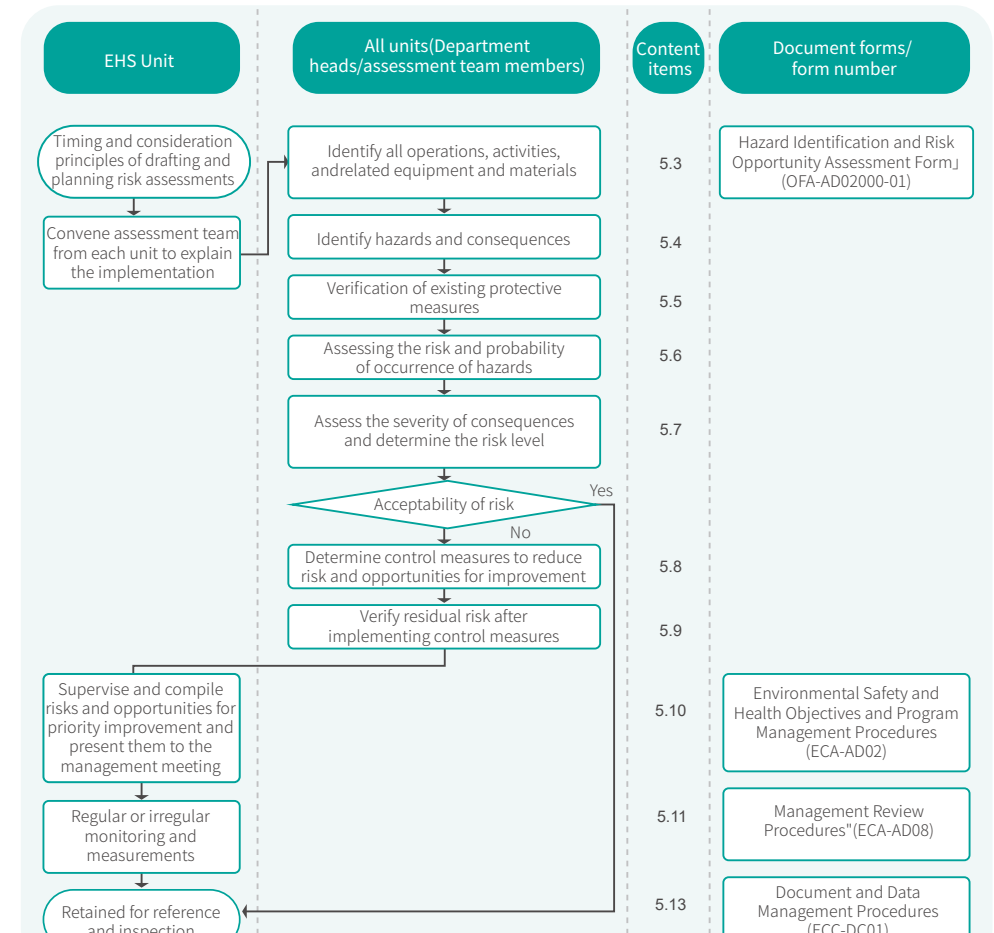 EHS Unit
All units(Department
heads/assessment team members)
Content
items
Document forms/
form number
Timing and consideration
principles of drafting and
planning risk assessments
Convene assessment team
from each unit to explain
the implementation
Identify all operations, activities,
andrelated equipment and materials
5.3
Hazard Identification and Risk
Opportunity Assessment Form」
(OFA-AD02000-01)
Identify hazards and consequences
5.4
Verification of existing protective
measures
5.5
Assessing the risk and probability
of occurrence of hazards
5.6
Assess the severity of consequences
and determine the risk level
5.7
Acceptability of risk
Yes
No
Determine control measures to reduce
risk and opportunities for improvement
5.8
Verify residual risk after
implementing control measures
5.9
Supervise and compile
risks and opportunities for
priority improvement and
present them to the
management meeting
5.10
Environmental Safety and
Health Objectives and Program
Management Procedures
(ECA-AD02)
Regular or irregular
monitoring and
measurements
5.11
Management Review
Procedures"(ECA-AD08)
Retained for reference
and inspection
5.13
Document and Data
Management Procedures
(ECC-DC01)